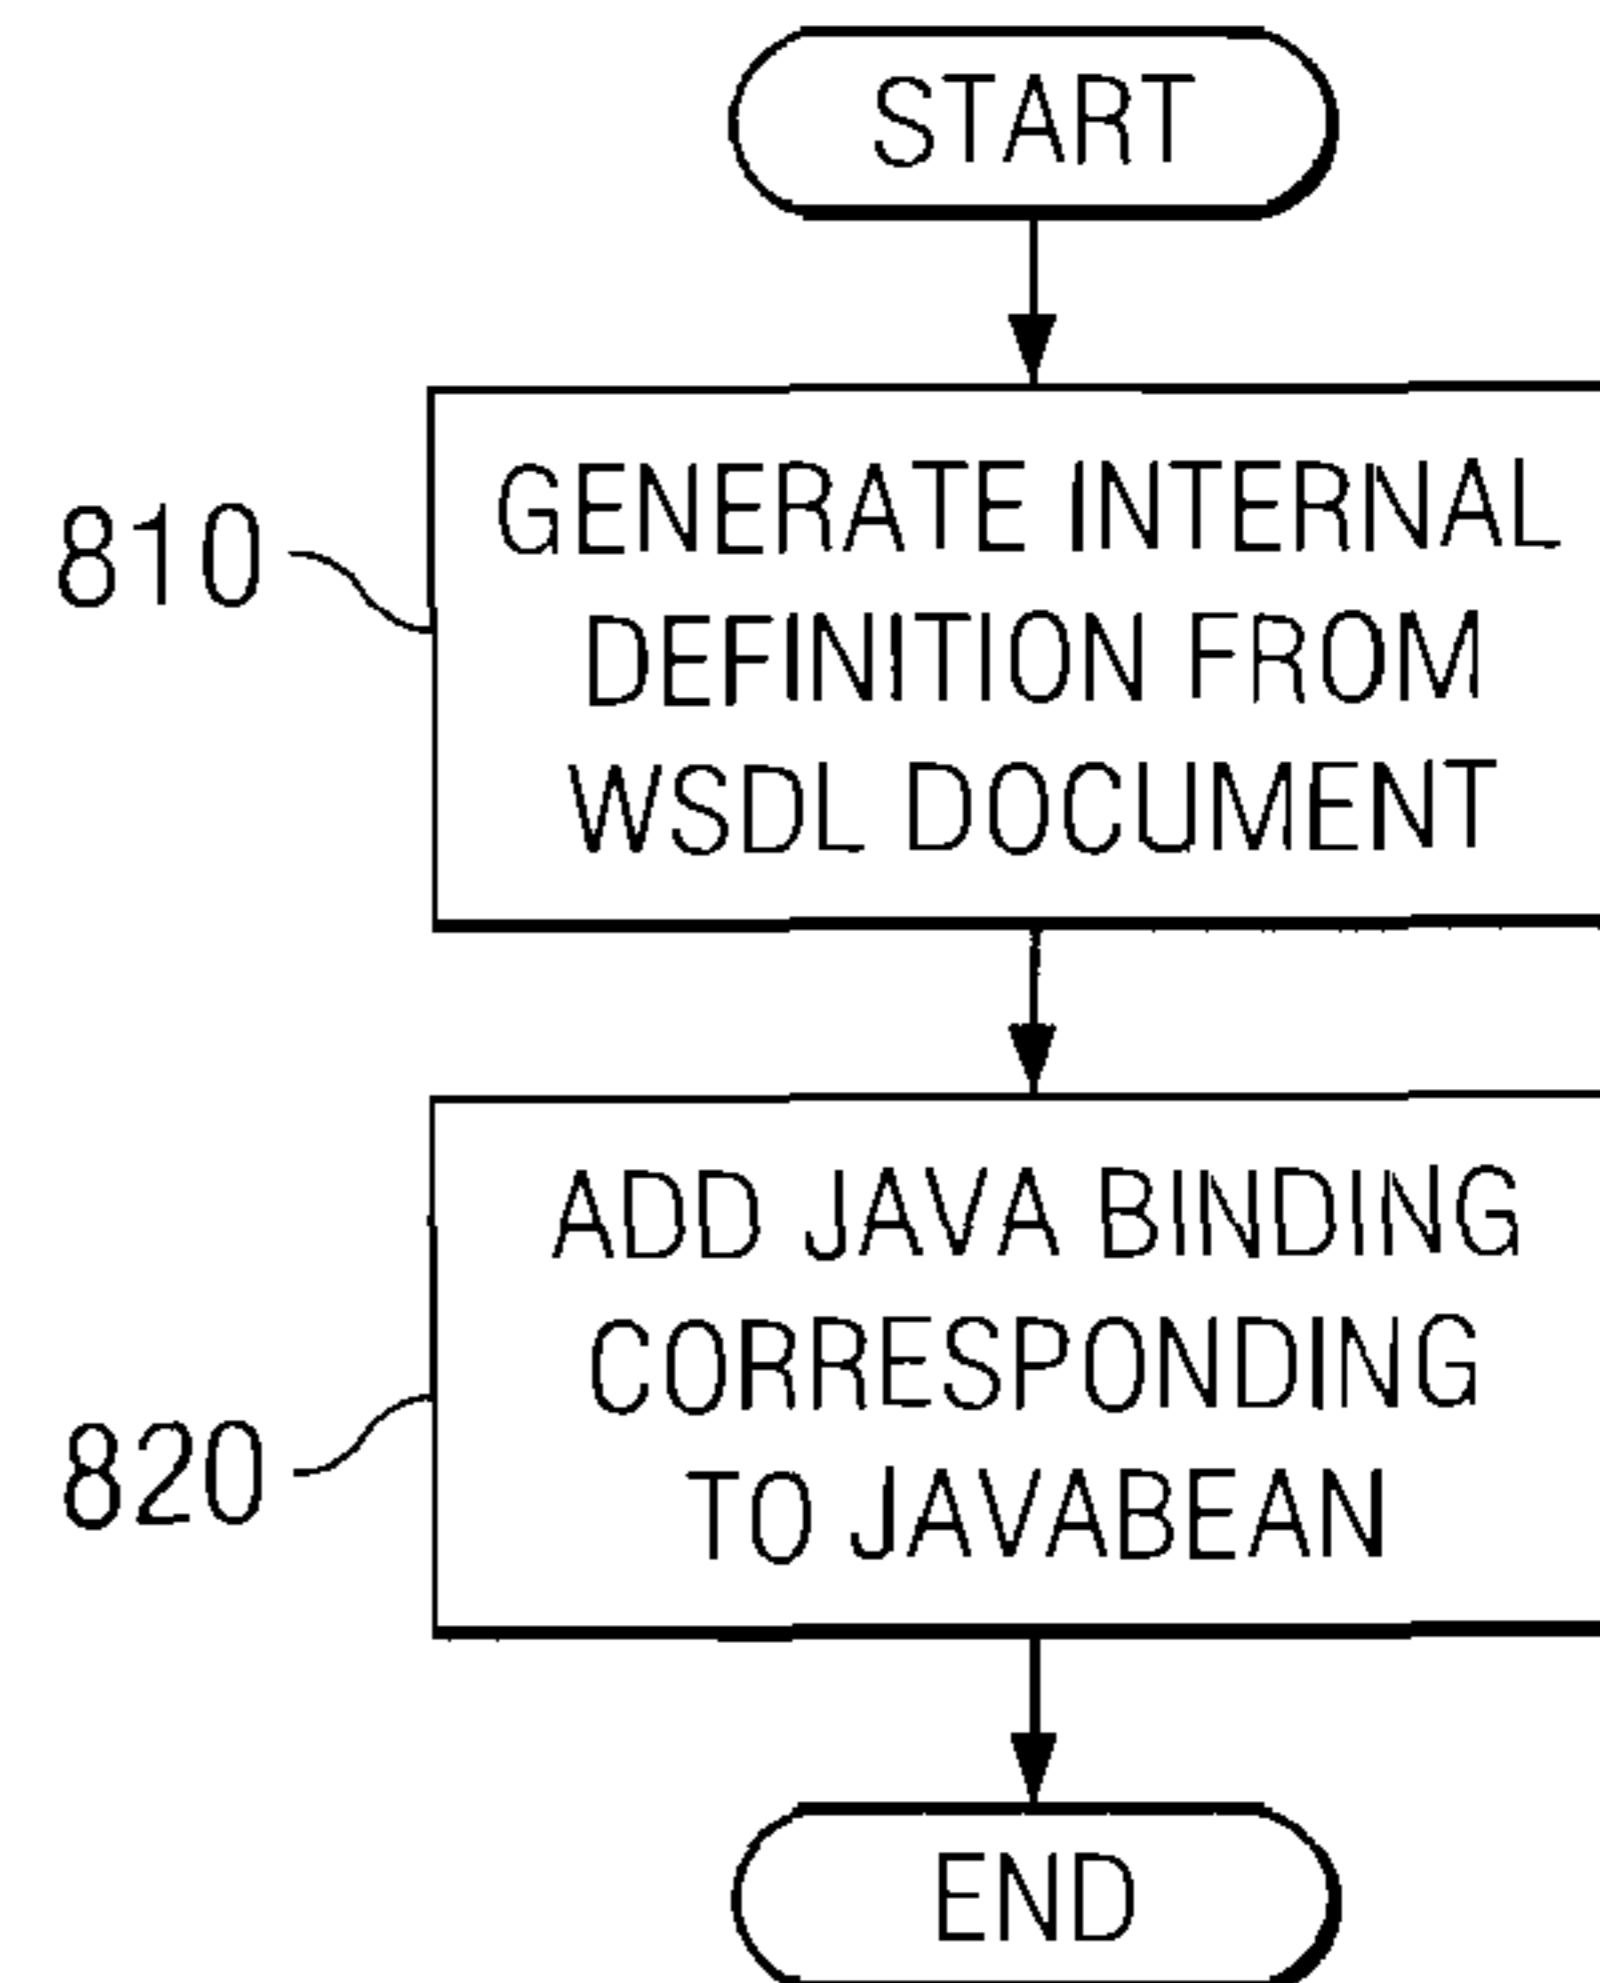 START
810
GENERATE INTERNAL
DEFINITION FROM
WSDL DOCUMENT
820
ADD JAVA BINDING
CORRESPONDING
TO JAVABEAN
END